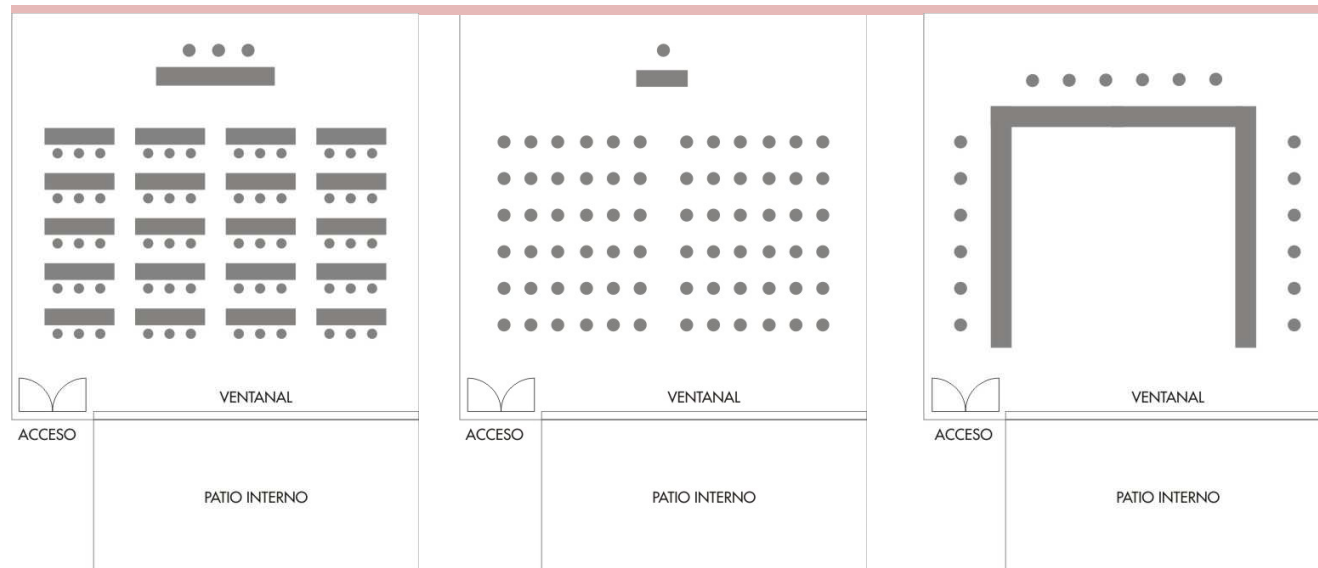 VENTANAL
ACCESO
PATIO INTERNO
VENTANAL
ACCESO
PATIO INTERNO
VENTANAL
ACCESO
PATIO INTERNO